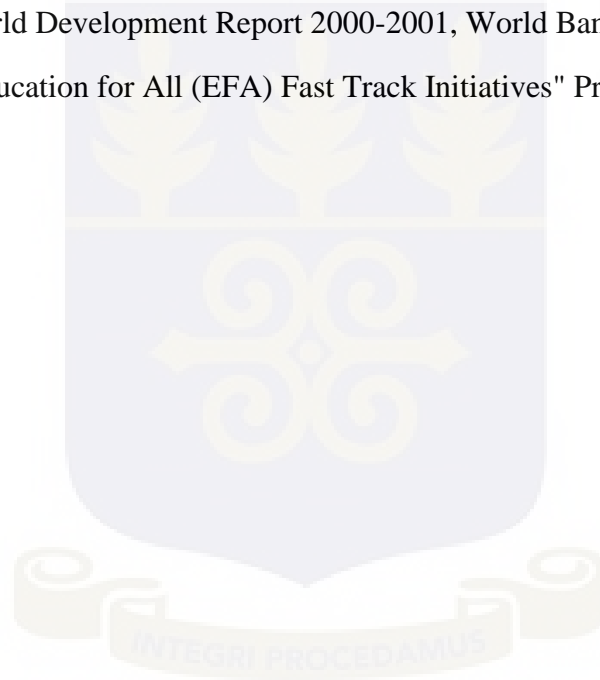 rld Development Report 2000-2001, World Ban
ucation for All (EFA) Fast Track Initiatives" Pr
INTEGRI PROCEDAMUS